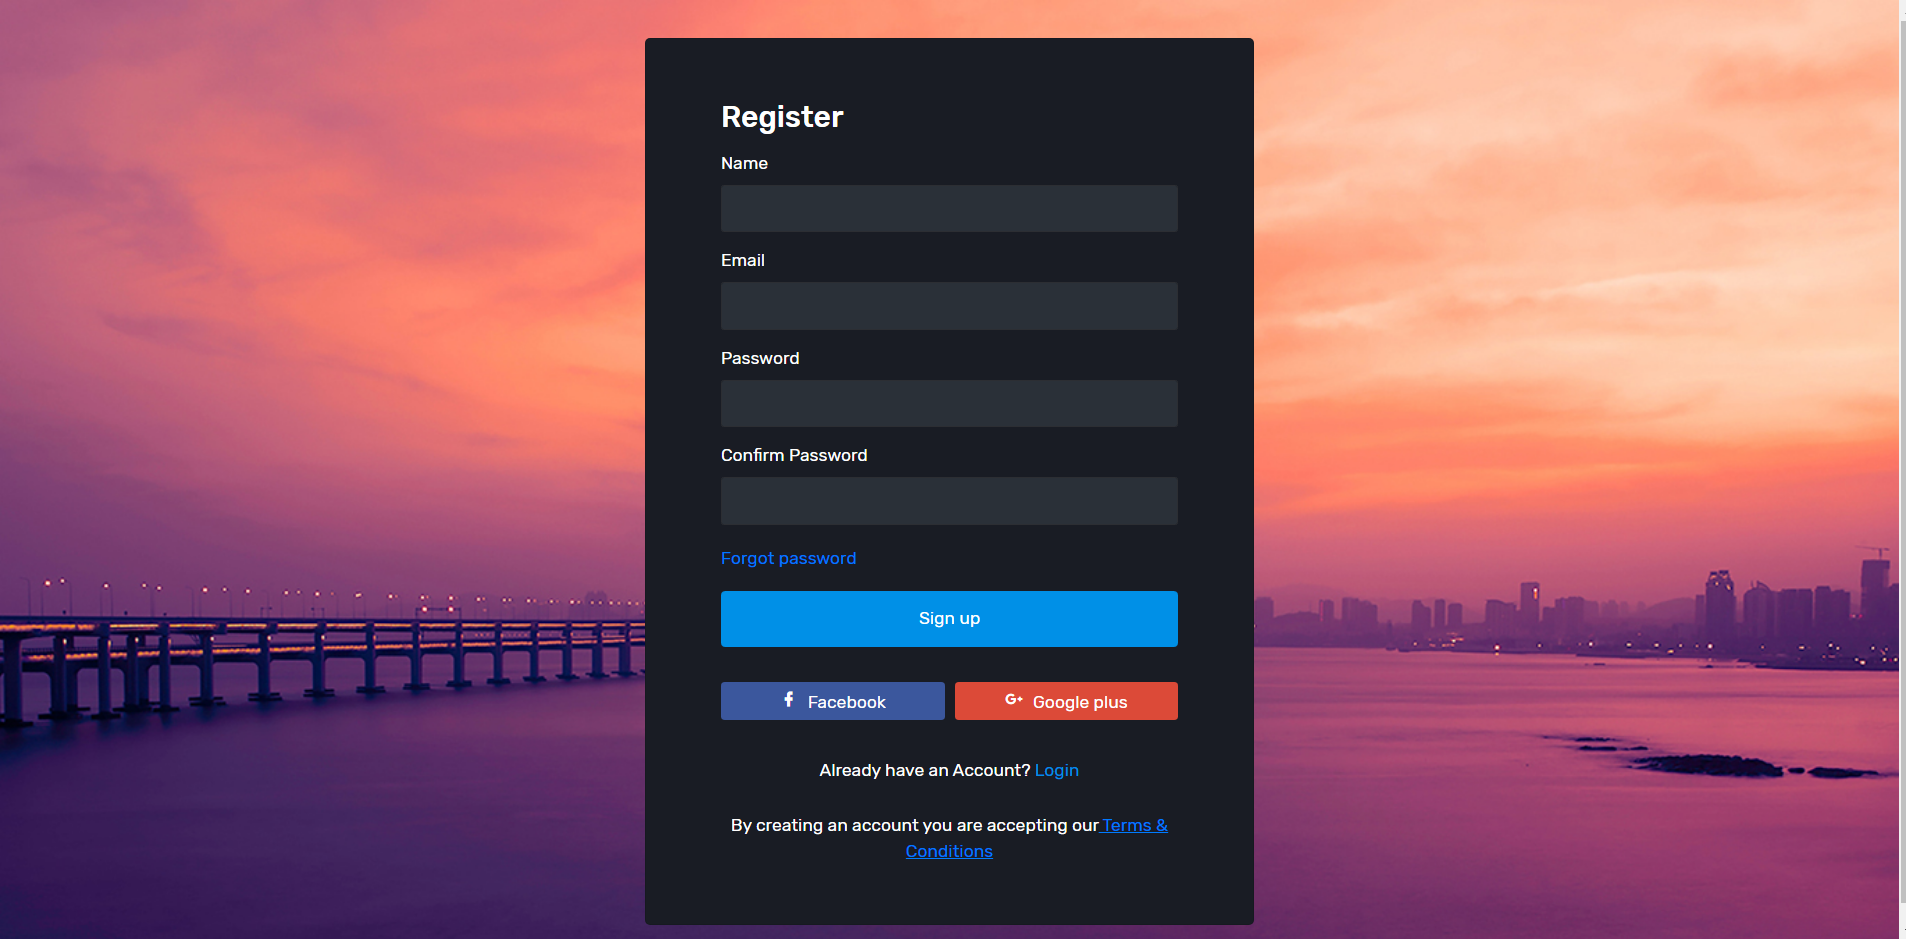 Register
Name
Email
Password
Confirm Password
Forgot password
Sign up
Facebook
G+ Google plus
Already have an Account? Login
By creating an account you are accepting our Terms &
Conditions